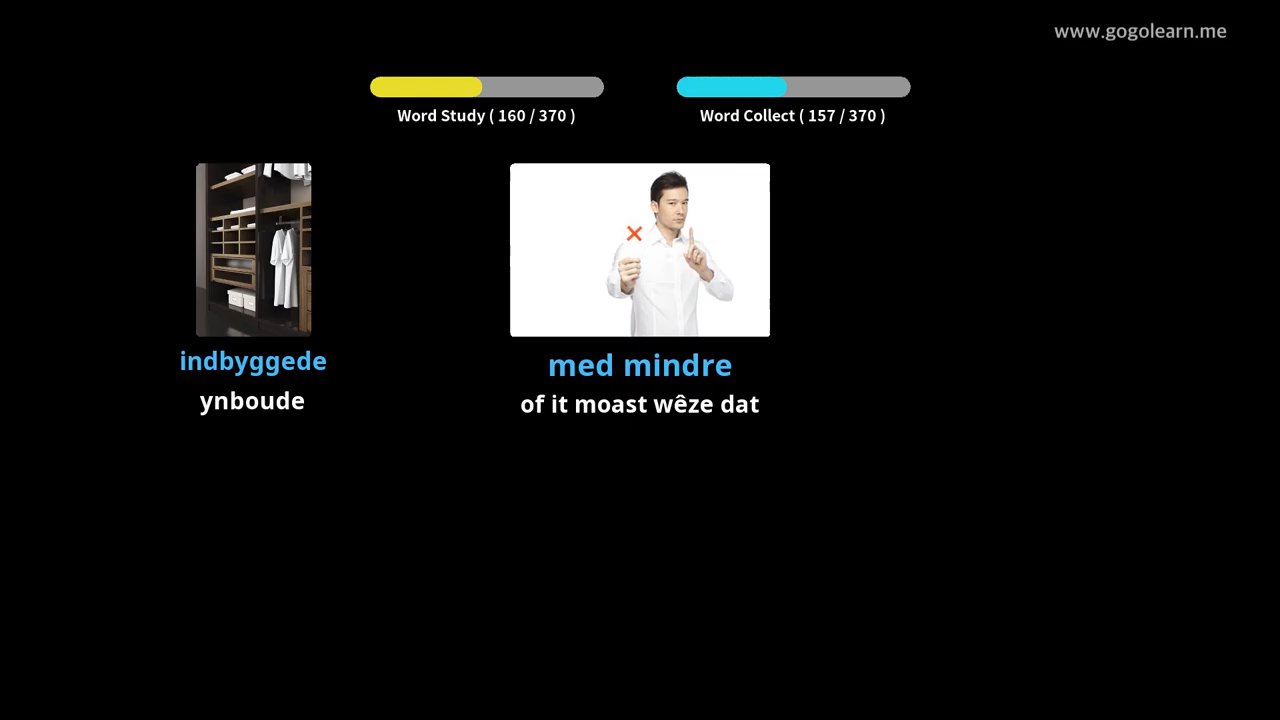 www.gogolearn.me
Word Study ( 160 / 370 )
Word Collect ( 157 / 370 )
indbyggede
ynboude
med mindre
of it moast wêze dat